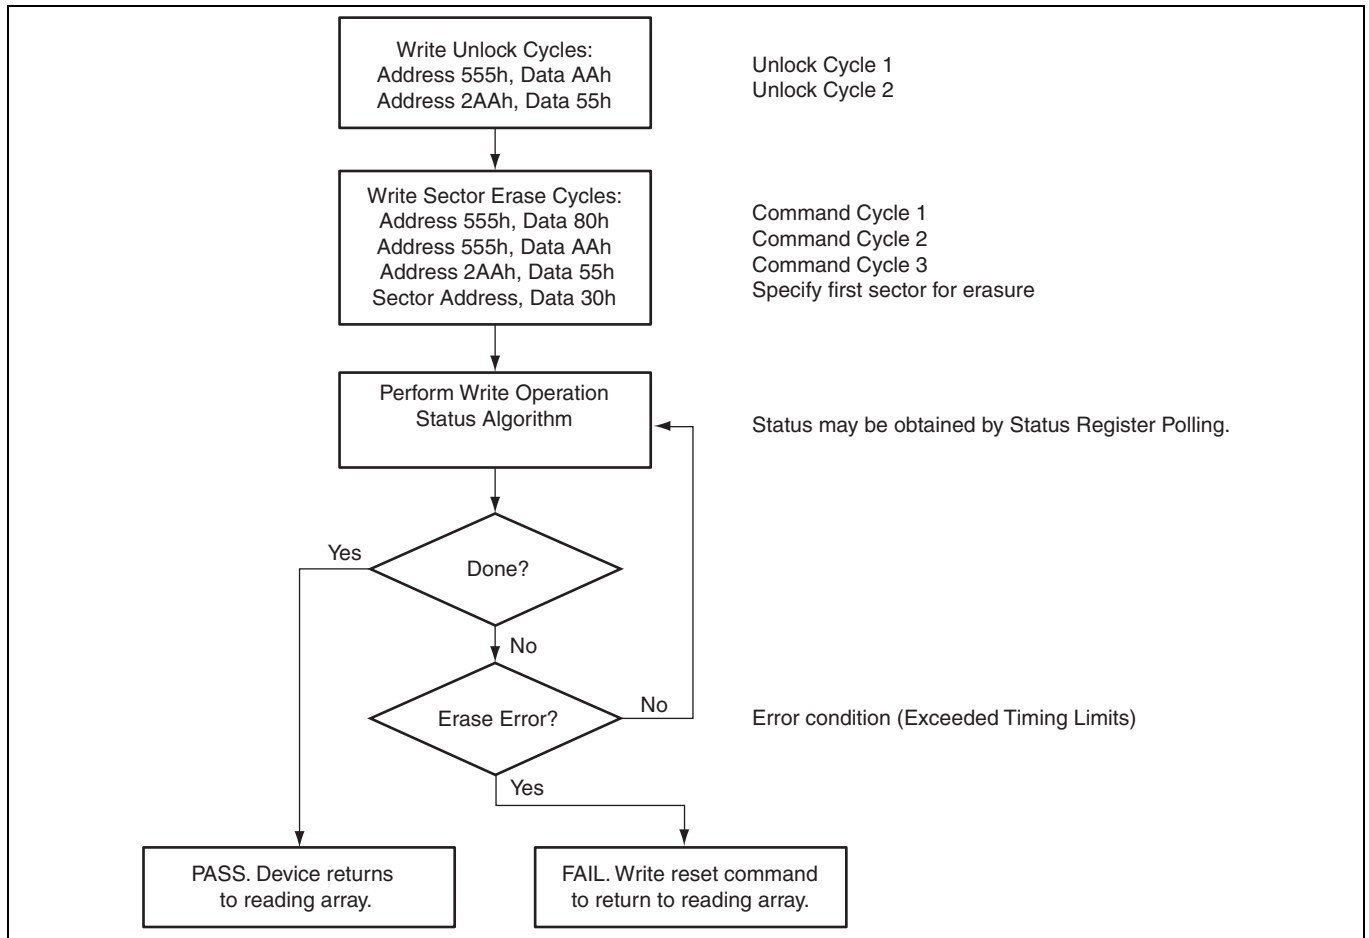 Write Unlock Cycles:
Address 555h, Data AAh
Address 2AAh, Data 55h
Unlock Cycle 1
Unlock Cycle 2
Write Sector Erase Cycles:
Address 555h, Data 80h
Address 555h, Data AAh
Address 2AAh, Data 55h
Sector Address, Data 30h
Command Cycle 1
Command Cycle 2
Command Cycle 3
Specify first sector for erasure
Perform Write Operation
Status Algorithm
Status may be obtained by Status Register Polling.
Yes
Done?
No
Erase Error?
No
Error condition (Exceeded Timing Limits)
Yes
PASS. Device returns
to reading array.
FAIL. Write reset command
to return to reading array.